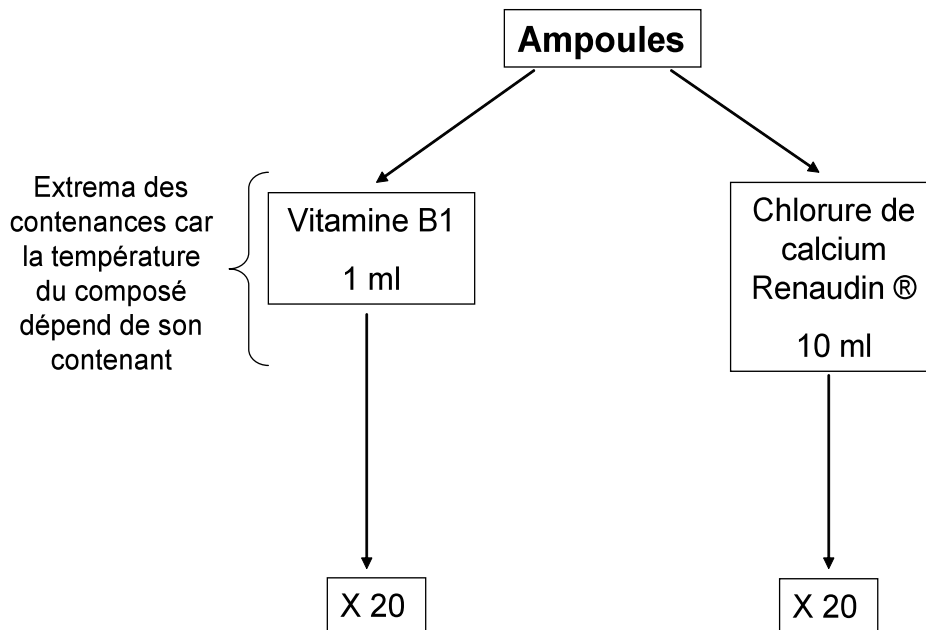 Ampoules
Extrema des
contenances car
la température
du composé
dépend de son
contenant
Vitamine B1
1 ml
Chlorure de
calcium
Renaudin ®
10 ml
X 20
X 20